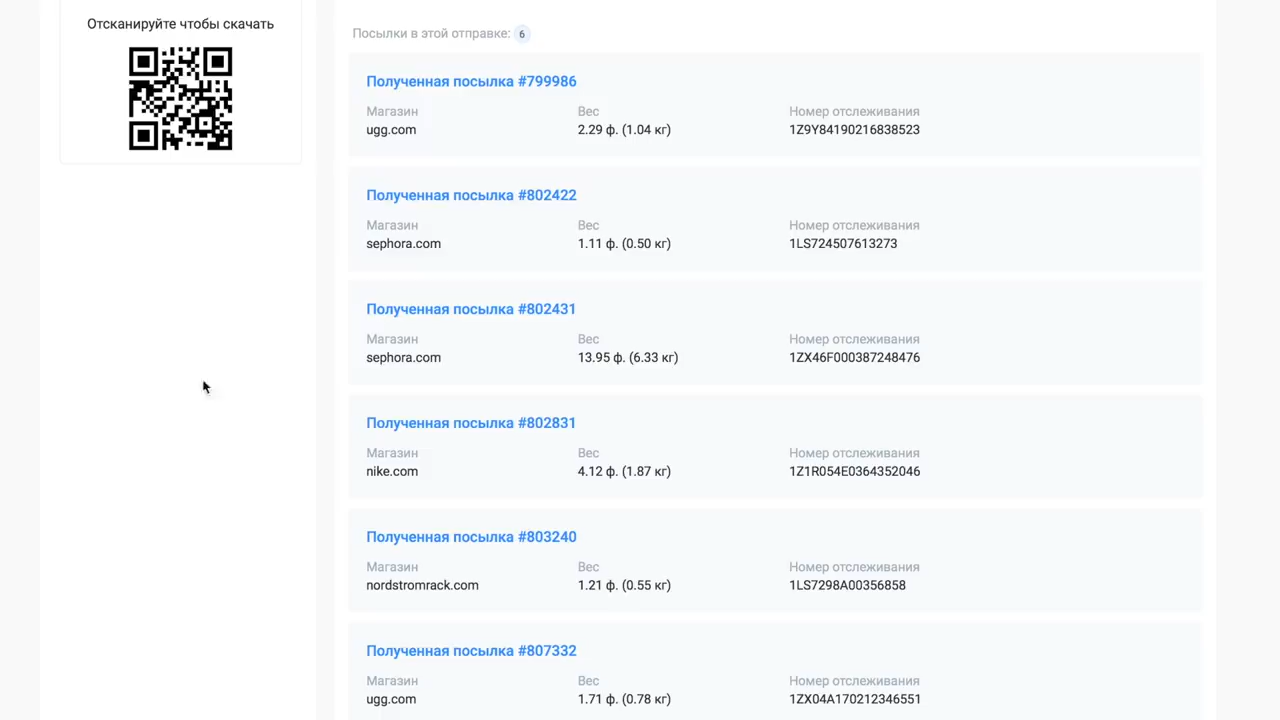 Отсканируйте чтобы скачать
Посылки в этой отправке: 6
Полученная посылка #799986
Магазин Вес Номер отслеживания
ugg.com 2.29 ф. (1.04 кг) 1Z9Y84190216838523
Полученная посылка #802422
Магазин Вес Номер отслеживания
sephora.com 1.11 ф. (0.50 кг) 1LS724507613273
Полученная посылка #802431
Магазин Вес Номер отслеживания
sephora.com 13.95 ф. (6.33 кг) 1ZX46F000387248476
Полученная посылка #802831
Магазин Вес Номер отслеживания
nike.com 4.12 ф. (1.87 кг) 1Z1R054E0364352046
Полученная посылка #803240
Магазин Вес Номер отслеживания
nordstromrack.com 1.21 ф. (0.55 кг) 1LS7298A00356858
Полученная посылка #807332
Магазин Вес Номер отслеживания
ugg.com 1.71 ф. (0.78 кг) 1ZX04A170212346551